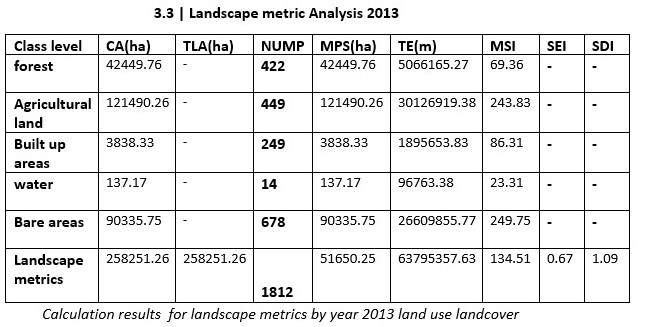 3.3 | Landscape metric Analysis 2013
Class level CA(ha) TLA(ha) NUMP MPS(ha) TE(m) MSI SEI SDI
forest 42449.76 - 422 42449.76 5066165.27 69.36 - -
Agricultural land 121490.26 - 449 121490.26 30126919.38 243.83 - -
Built up areas 3838.33 - 249 3838.33 1895653.83 86.31 - -
water 137.17 - 14 137.17 96763.38 23.31 - -
Bare areas 90335.75 - 678 90335.75 26609855.77 249.75 - -
Landscape metrics 258251.26 258251.26 1812 51650.25 63795357.63 134.51 0.67 1.09
Calculation results for landscape metrics by year 2013 land use landcover